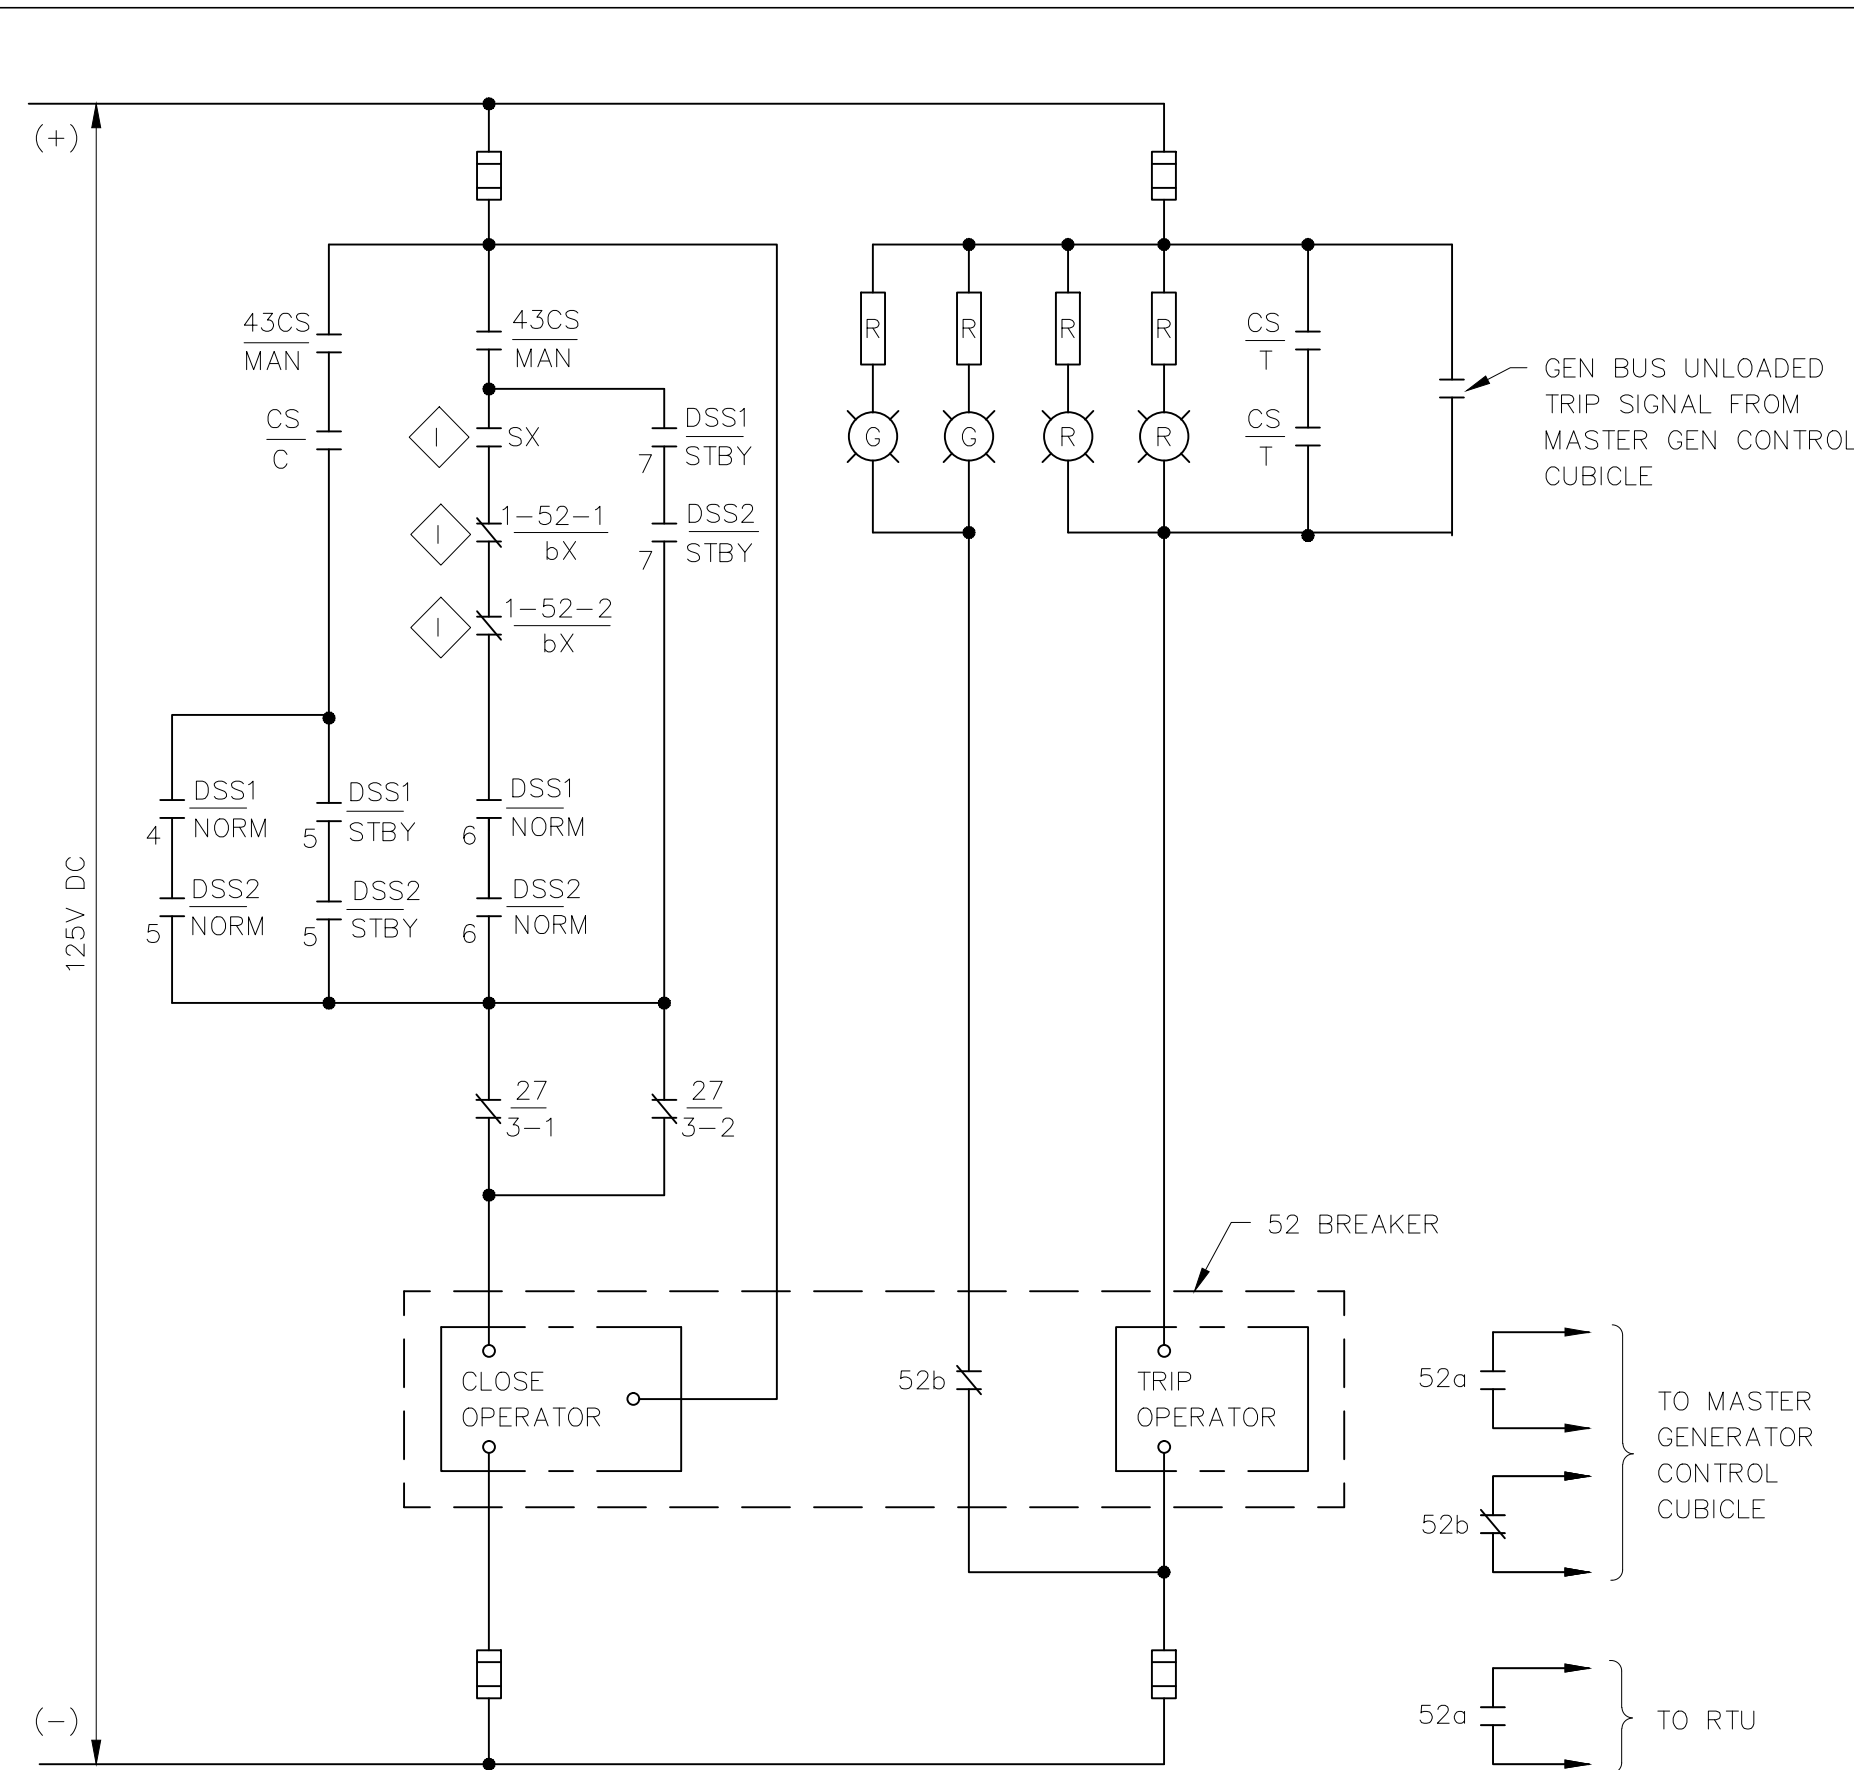 (+)
43CS
MAN
43CS
MAN
R
R
R
R
CS
T
GEN BUS UNLOADED
TRIP SIGNAL FROM
MASTER GEN CONTROL
CUBICLE
CS
C
I
SX
DSS1
7
STBY
G
G
R
R
CS
T
I
1-52-1
bX
DSS2
7
STBY
I
1-52-2
bX
DSS1
4
NORM
DSS1
5
STBY
DSS1
6
NORM
125V DC
DSS2
5
NORM
DSS2
5
STBY
DSS2
6
NORM
27
3-1
27
3-2
52 BREAKER
CLOSE
OPERATOR
52b
TRIP
OPERATOR
52a
52b
TO MASTER
GENERATOR
CONTROL
CUBICLE
(-)
52a
TO RTU